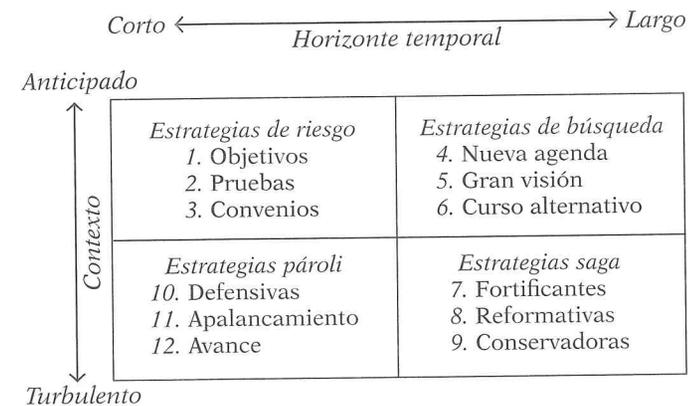 Corto Largo
Horizonte temporal
Anticipado
Contexto
Estrategias de riesgo
1. Objetivos
2. Pruebas
3. Convenios
Estrategias de búsqueda
4. Nueva agenda
5. Gran visión
6. Curso alternativo
Estrategias pároli
10. Defensivas
11. Apalancamiento
12. Avance
Estrategias saga
7. Fortificantes
8. Reformativas
9. Conservadoras
Turbulento